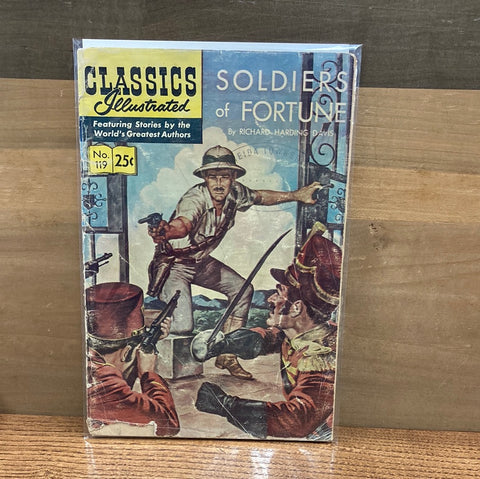 CLASSICS
Illustrated
Featuring Stories by the
World's Greatest Authors
No.
119
25¢
SOLDIERS
of FORTUNE
By RICHARD HARDING DAVIS